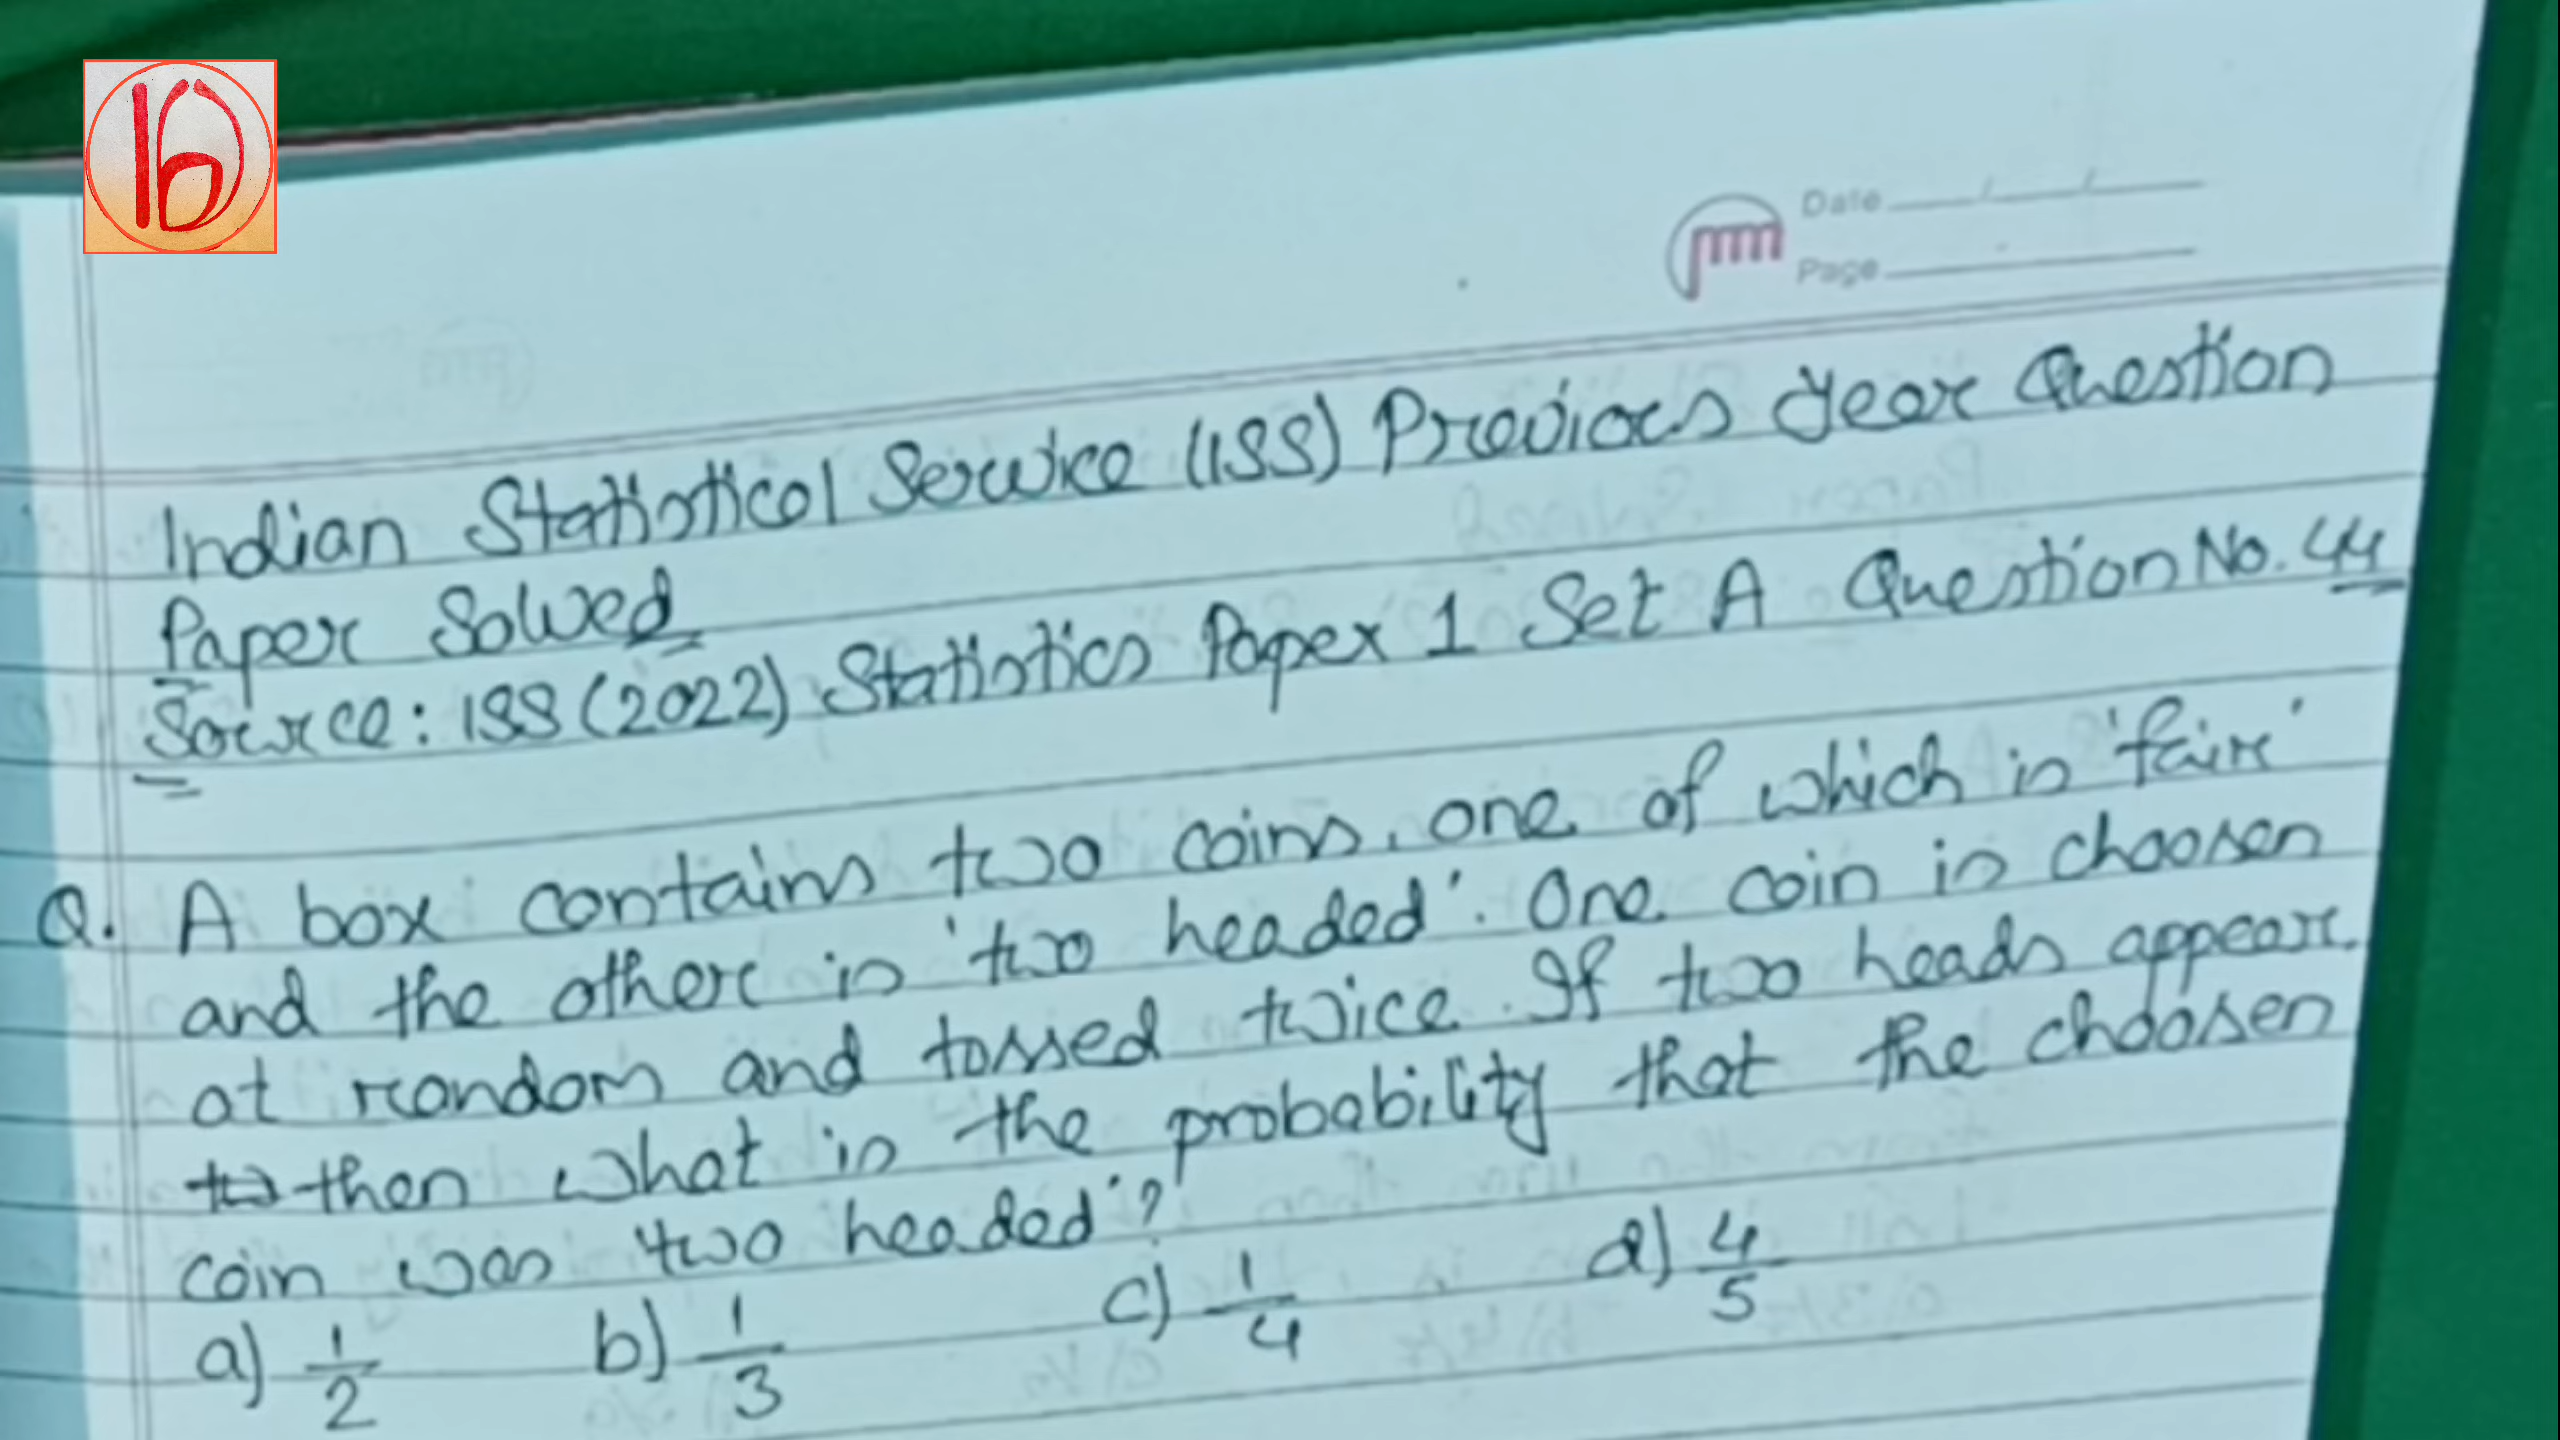 Date
Page
Indian Statistical Service (ISS) Previous Year Question
Paper Solved
Source: ISS (2022) Statistics Paper 1 Set A Question No. 44
Q. A box contains two coins, one of which is 'fair'
and the other is 'two headed'. One coin is choosen
at random and tossed twice. If two heads appear
then what is the probability that the choosen
coin was 'two headed'?
a) 1/2 b) 1/3 c) 1/4 d) 4/5